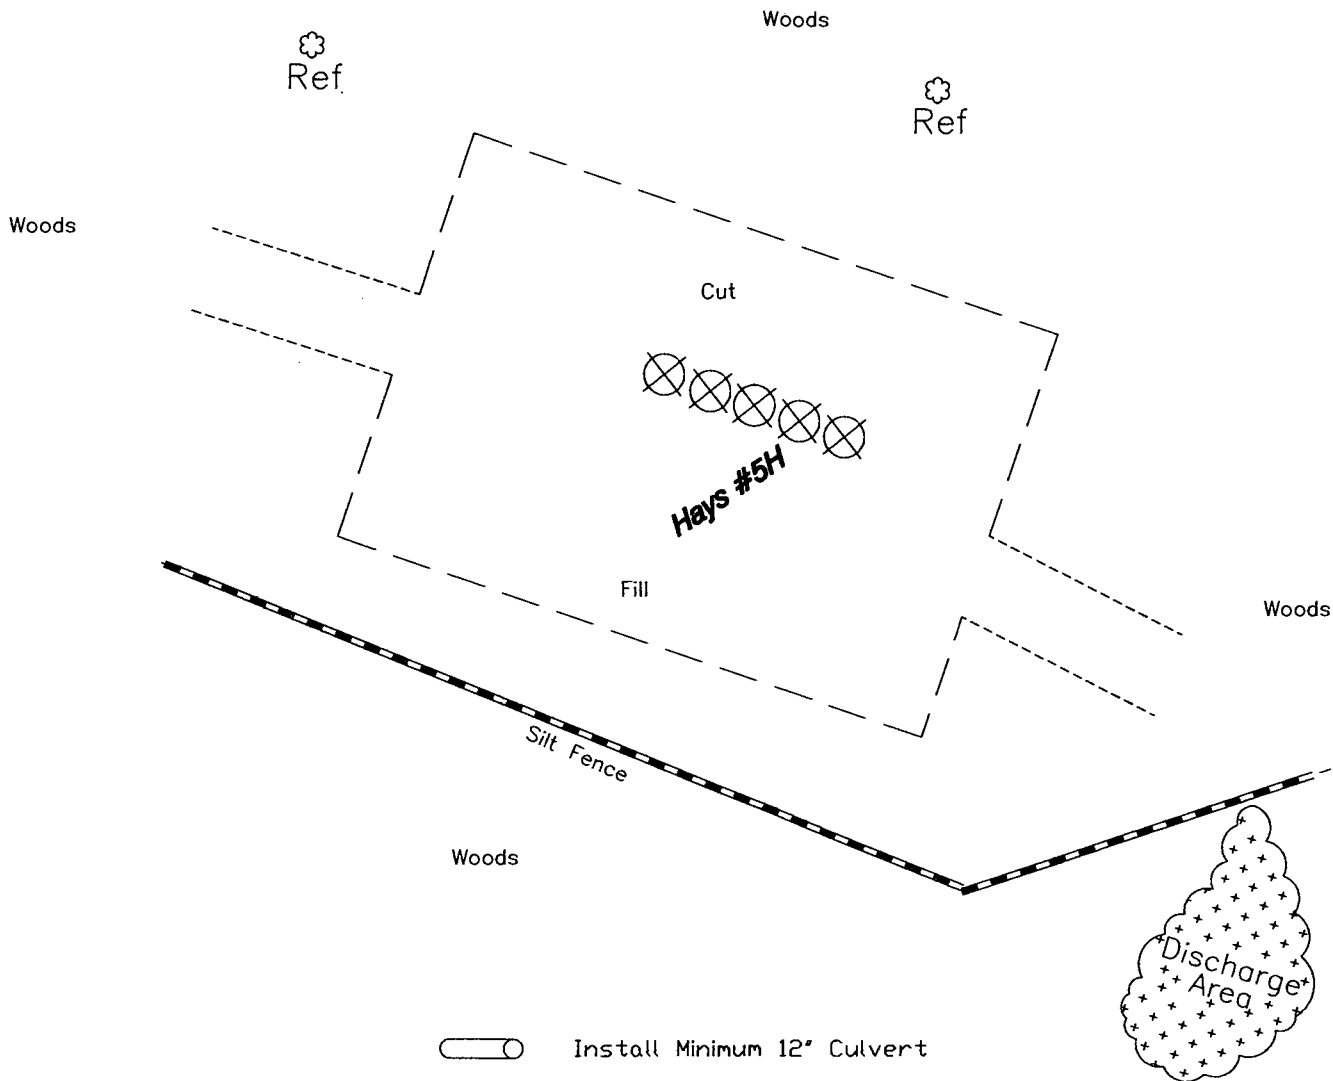 Woods
Ref
Ref
Woods
Cut
Hays #5H
Fill
Woods
Silt Fence
Woods
Discharge
Area
Install Minimum 12" Culvert